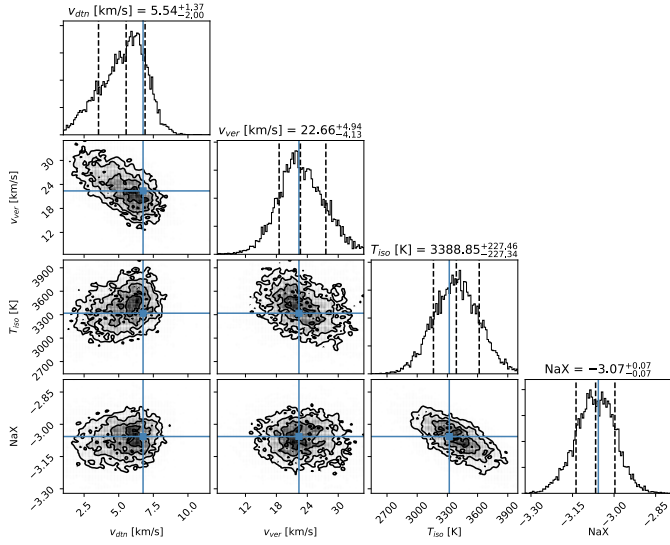 v_dtn [km/s] = 5.54^{+1.37}_{-2.00}
v_ver [km/s] = 22.66^{+4.94}_{-4.13}
30
24
18
12
v_ver [km/s]
T_iso [K] = 3388.85^{+227.46}_{-227.34}
3900
3600
3300
3000
2700
T_iso [K]
NaX = −3.07^{+0.07}_{-0.07}
−2.85
−3.00
−3.15
−3.30
NaX
2.5 5.0 7.5 10.0
v_dtn [km/s]
12 18 24 30
v_ver [km/s]
2700 3000 3300 3600 3900
T_iso [K]
−3.30 −3.15 −3.00 −2.85
NaX